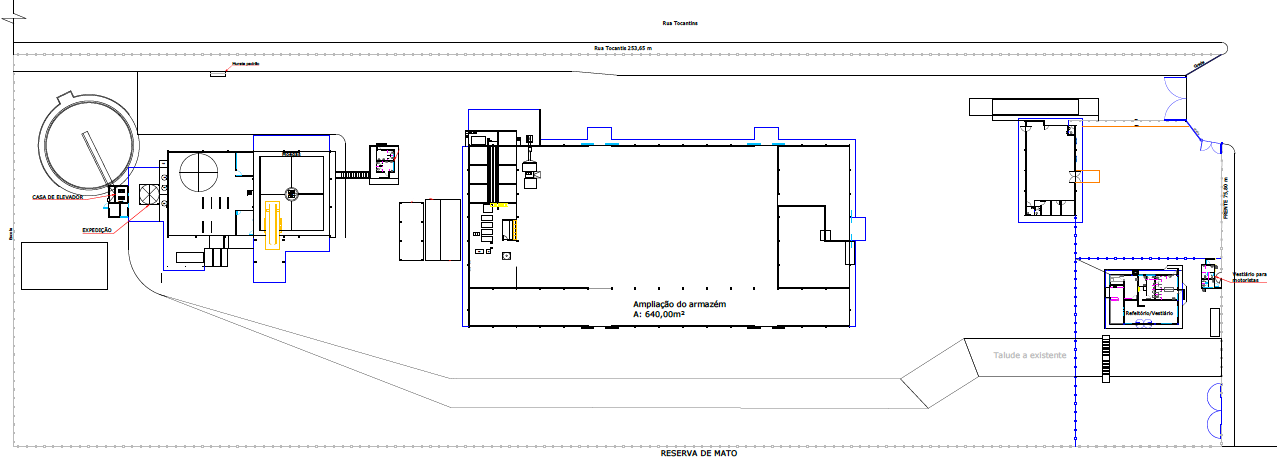 Rua Tocantins
Rua Tocantis 253,65 m
Guarita
Mureta padrão
CASA DE ELEVADOR
EXPEDIÇÃO
FRENTE 75,00 m
Vestiário para
motoristas
Ampliação do armazém
A: 640,00m²
Refeitório/Vestiário
Talude a existente
RESERVA DE MATO